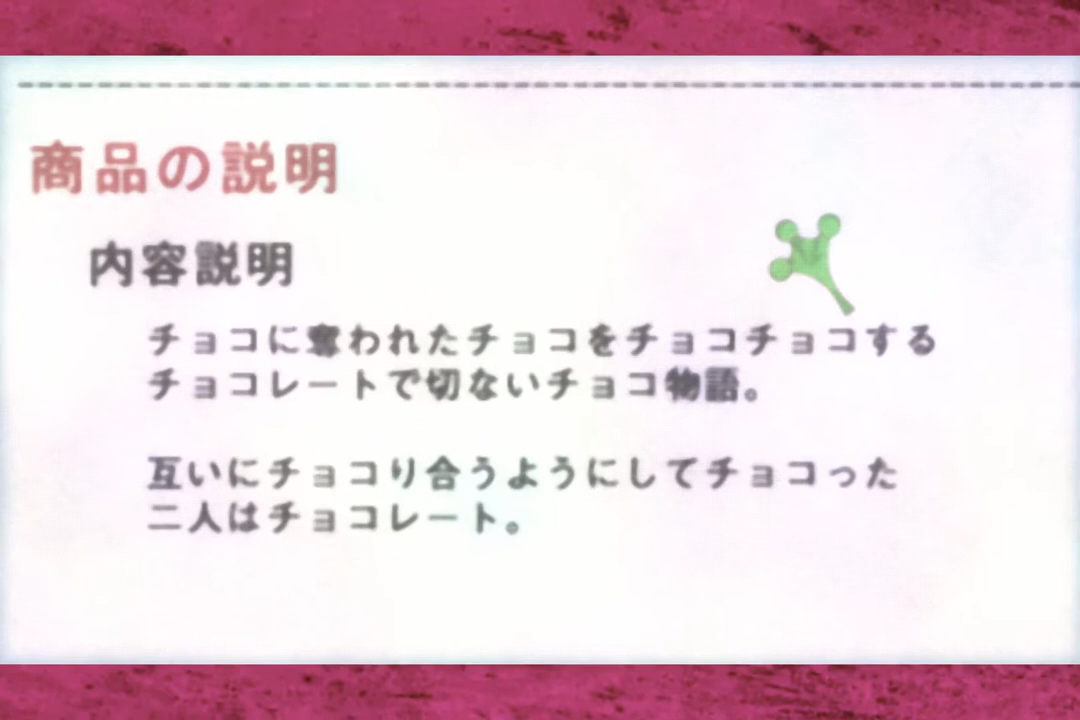 商品の説明
内容説明
チョコに奪われたチョコをチョコチョコする
チョコレートで切ないチョコ物語。
互いにチョコり合うようにしてチョコった
二人はチョコレート。